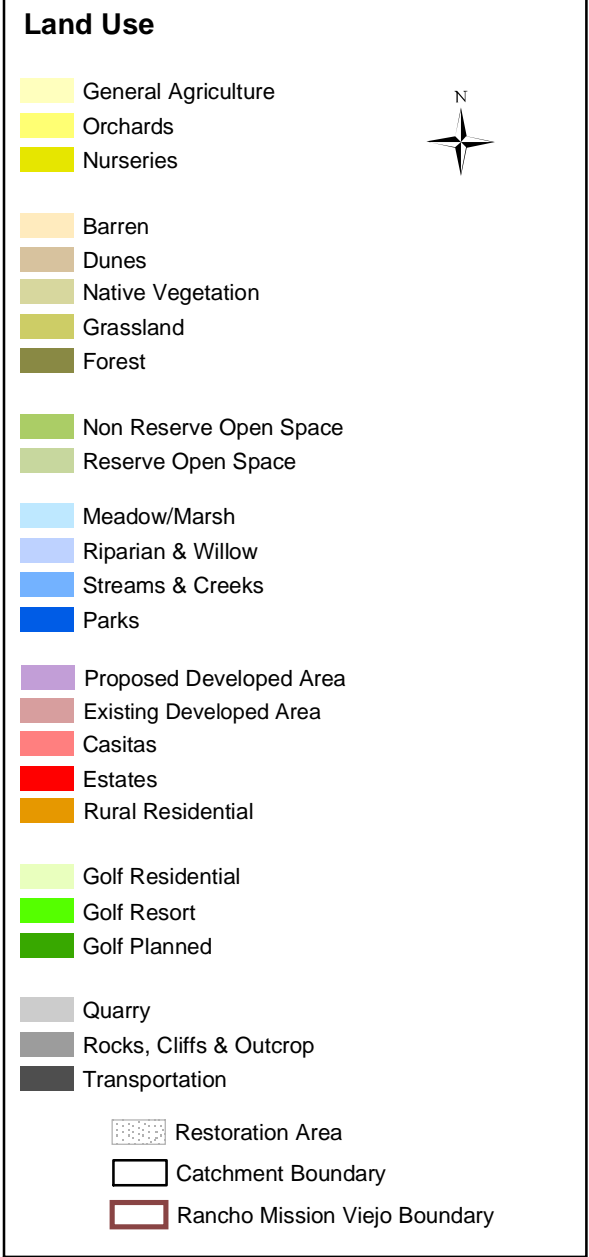 Land Use
N
General Agriculture
Orchards
Nurseries
Barren
Dunes
Native Vegetation
Grassland
Forest
Non Reserve Open Space
Reserve Open Space
Meadow/Marsh
Riparian & Willow
Streams & Creeks
Parks
Proposed Developed Area
Existing Developed Area
Casitas
Estates
Rural Residential
Golf Residential
Golf Resort
Golf Planned
Quarry
Rocks, Cliffs & Outcrop
Transportation
Restoration Area
Catchment Boundary
Rancho Mission Viejo Boundary